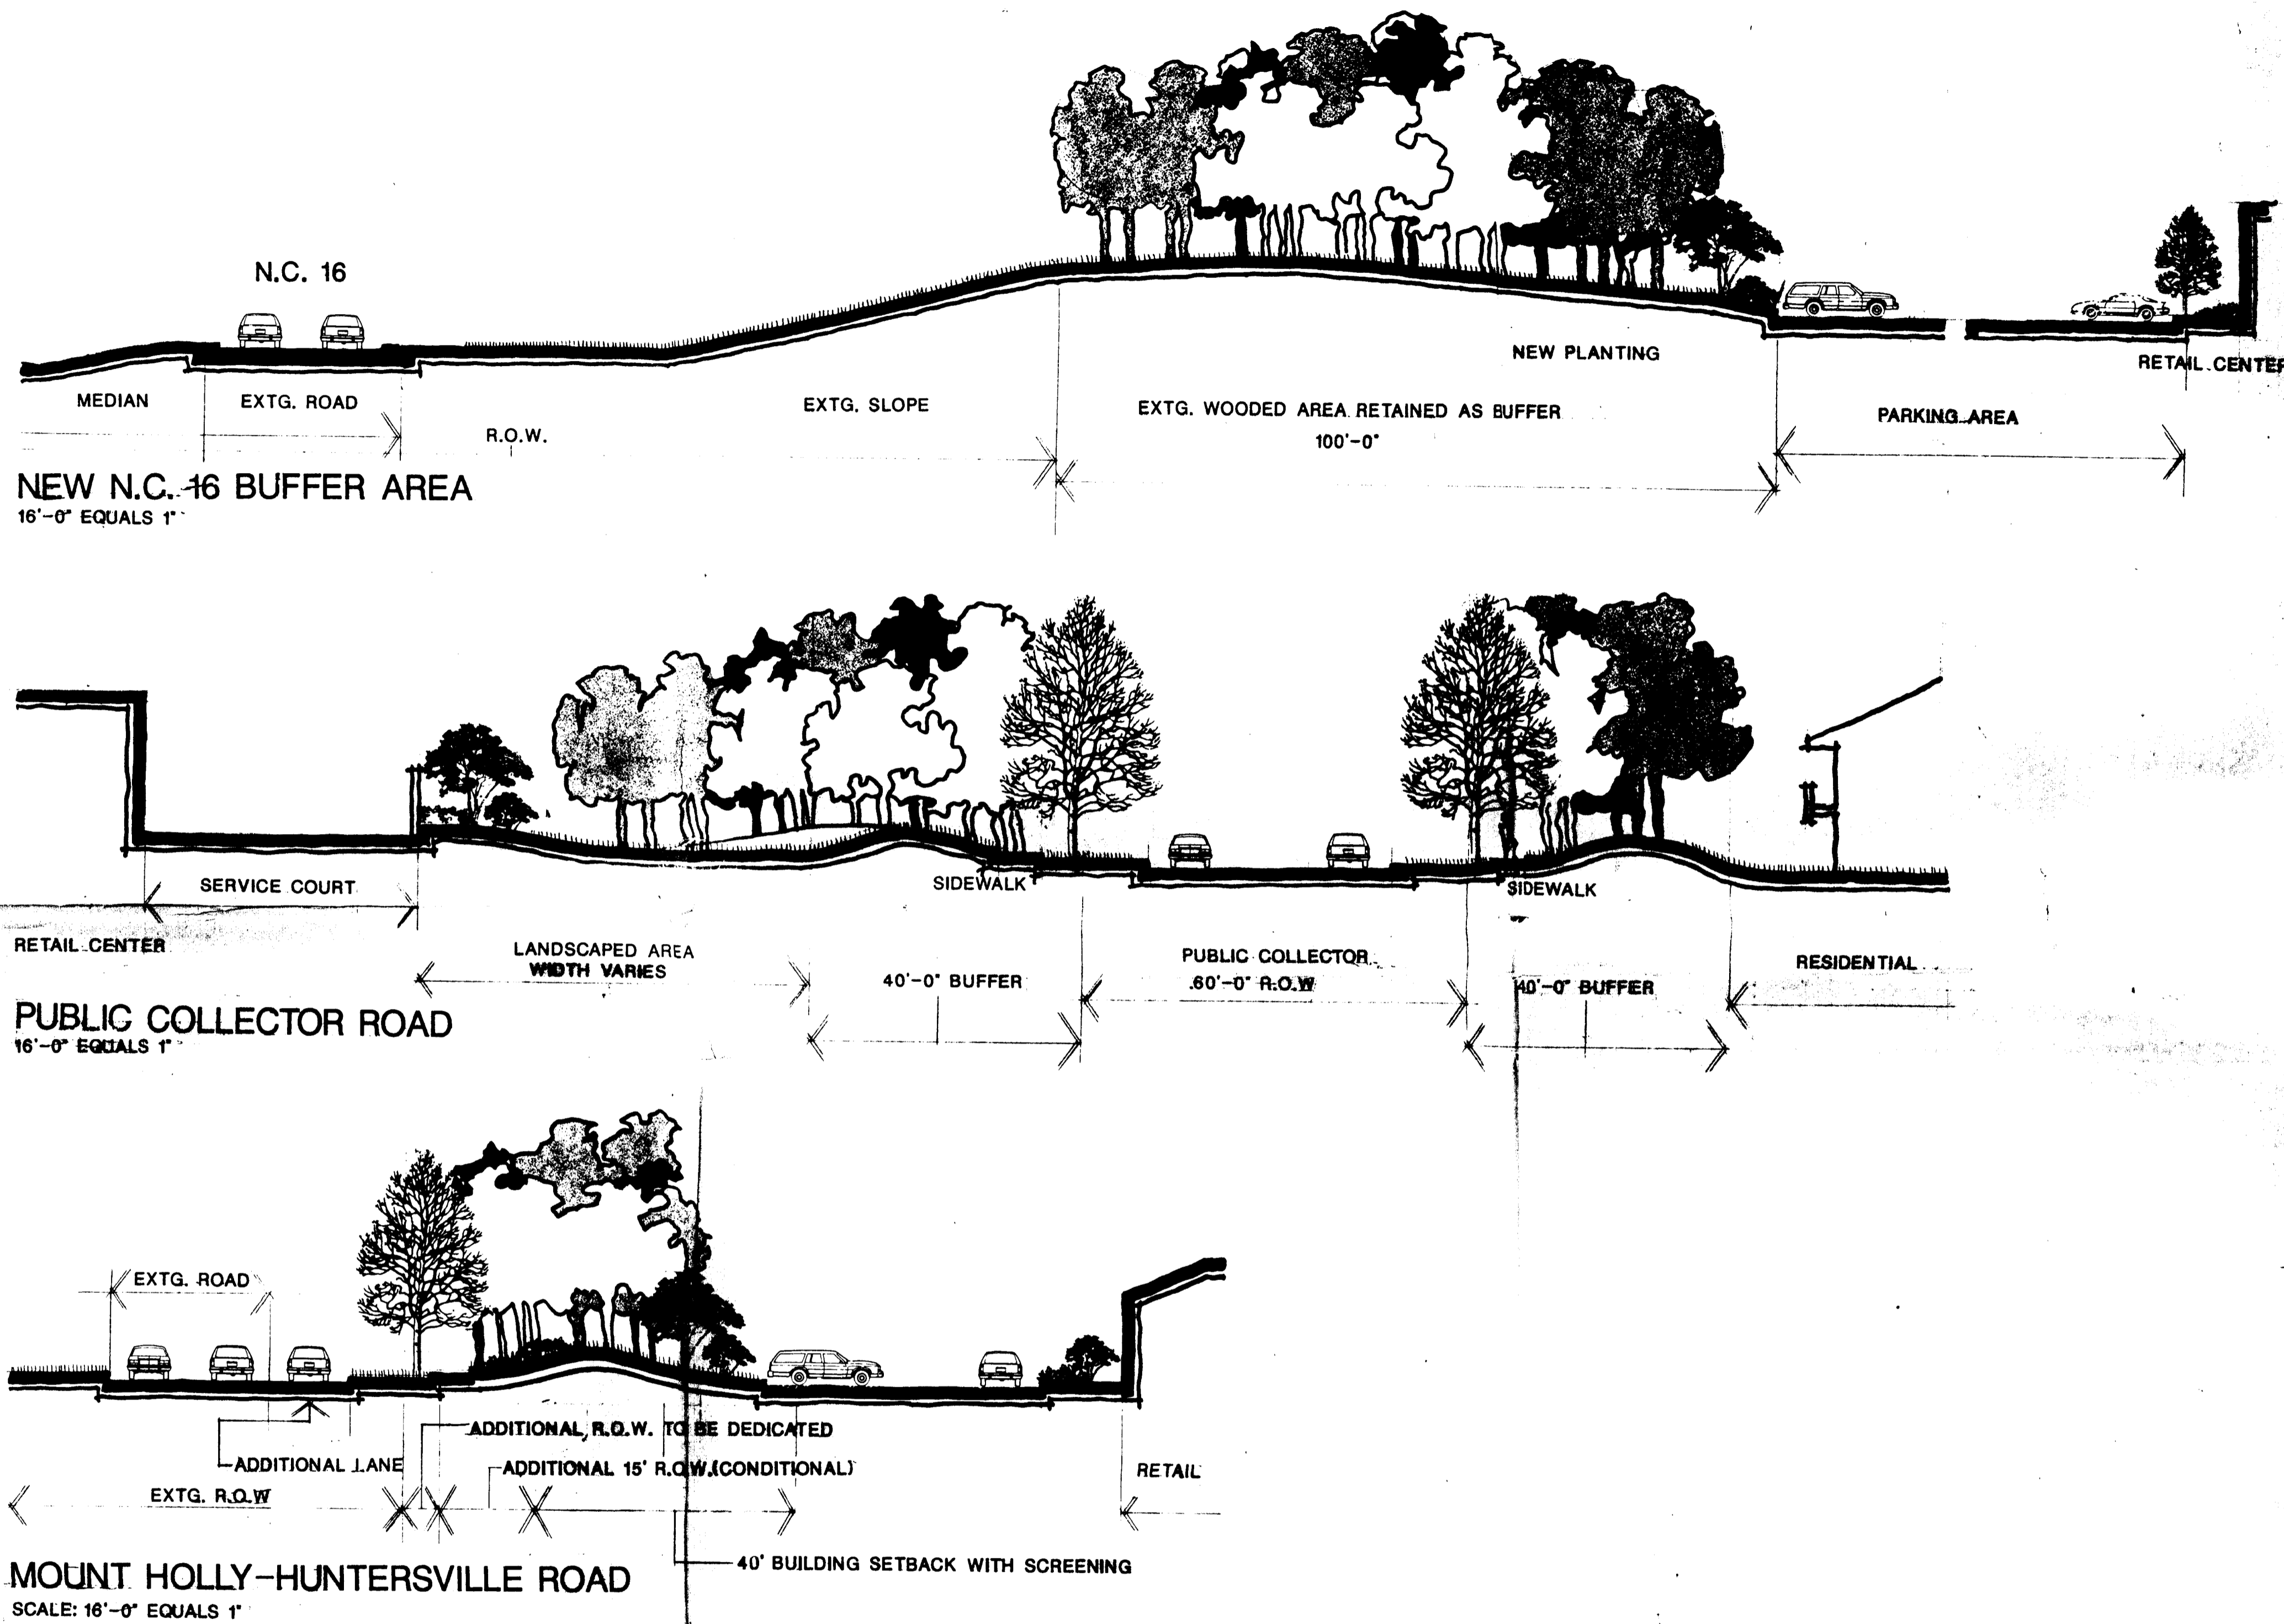 N.C. 16
MEDIAN
EXTG. ROAD
R.O.W.
EXTG. SLOPE
NEW PLANTING
EXTG. WOODED AREA RETAINED AS BUFFER
100'-0"
PARKING AREA
RETAIL CENTER
NEW N.C. 16 BUFFER AREA
16'-0" EQUALS 1"
SERVICE COURT
RETAIL CENTER
LANDSCAPED AREA
WIDTH VARIES
SIDEWALK
40'-0" BUFFER
PUBLIC COLLECTOR
60'-0" R.O.W
SIDEWALK
40'-0" BUFFER
RESIDENTIAL
PUBLIC COLLECTOR ROAD
16'-0" EQUALS 1"
EXTG. ROAD
ADDITIONAL R.O.W. TO BE DEDICATED
ADDITIONAL LANE
ADDITIONAL 15' R.O.W.(CONDITIONAL)
EXTG. R.O.W
RETAIL
40' BUILDING SETBACK WITH SCREENING
MOUNT HOLLY-HUNTERSVILLE ROAD
SCALE: 16'-0" EQUALS 1"